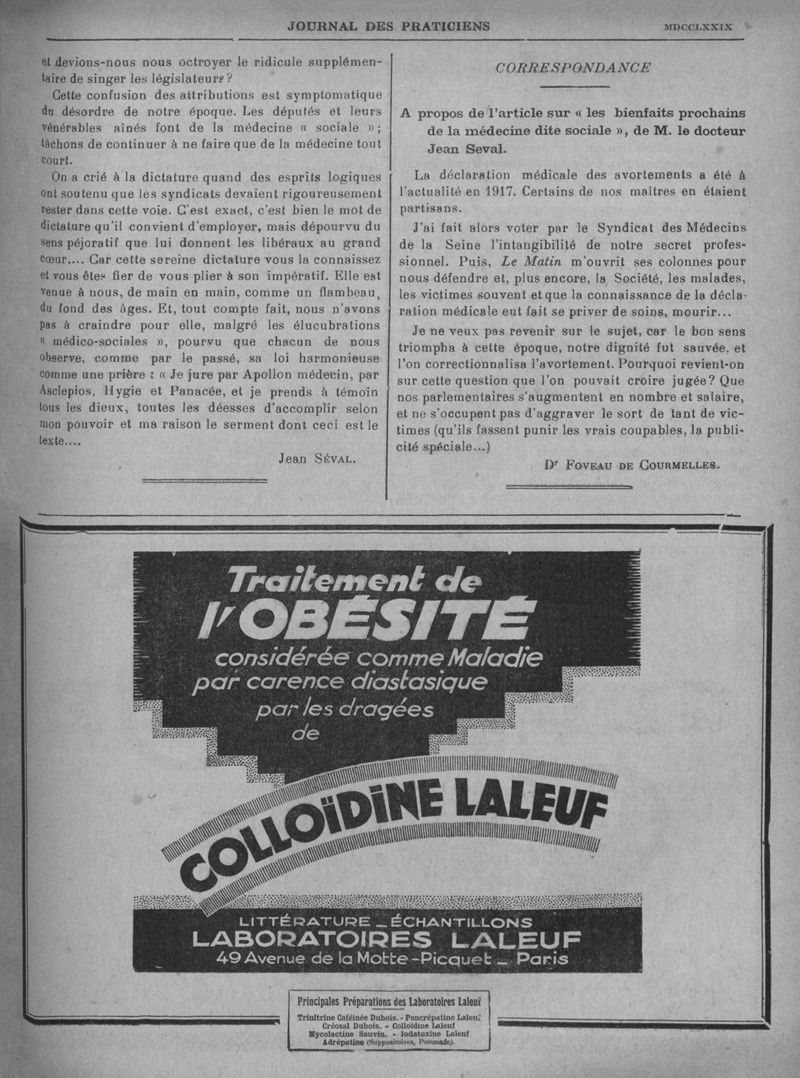 JOURNAL DES PRATICIENS
MDCCLXXIX
et devions-nous nous octroyer le ridicule supplémen-
taire de singer les législateurs ?
Cette confusion des attributions est symptomatique
du désordre de notre époque. Les députés et leurs
vénérables aînés font de la médecine « sociale » ;
tâchons de continuer à ne faire que de la médecine tout
court.
On a crié à la dictature quand des esprits logiques
ont soutenu que les syndicats devaient rigoureusement
rester dans cette voie. C'est exact, c'est bien le mot de
dictature qu'il convient d'employer, mais dépourvu du
sens péjoratif que lui donnent les libéraux au grand
cœur.... Car cette sereine dictature vous la connaissez
et vous êtes fier de vous plier à son impératif. Elle est
venue à nous, de main en main, comme un flambeau,
du fond des âges. Et, tout compte fait, nous n'avons
pas à craindre pour elle, malgré les élucubrations
« médico-sociales », pourvu que chacun de nous
observe, comme par le passé, sa loi harmonieuse
comme une prière : « Je jure par Apollon médecin, par
Asclepios, Hygie et Panacée, et je prends à témoin
tous les dieux, toutes les déesses d'accomplir selon
mon pouvoir et ma raison le serment dont ceci est le
texte....
Jean SÉVAL.
CORRESPONDANCE
A propos de l'article sur « les bienfaits prochains
de la médecine dite sociale », de M. le docteur
Jean Seval.
La déclaration médicale des avortements a été à
l'actualité en 1917. Certains de nos maîtres en étaient
partisans.
J'ai fait alors voter par le Syndicat des Médecins
de la Seine l'intangibilité de notre secret profes-
sionnel. Puis, Le Matin m'ouvrit ses colonnes pour
nous défendre et, plus encore, la Société, les malades,
les victimes souvent et que la connaissance de la décla-
ration médicale eut fait se priver de soins, mourir...
Je ne veux pas revenir sur le sujet, car le bon sens
triompha à cette époque, notre dignité fut sauvée, et
l'on correctionnalisa l'avortement. Pourquoi revient-on
sur cette question que l'on pouvait croire jugée ? Que
nos parlementaires s'augmentent en nombre et salaire,
et ne s'occupent pas d'aggraver le sort de tant de vic-
times (qu'ils fassent punir les vrais coupables, la publi-
cité spéciale...)
Dr FOVEAU DE COURMELLES.
Traitement de
l'OBÉSITÉ
considérée comme Maladie
par carence diastasique
par les dragées
de
COLLOÏDINE LALEUF
LITTÉRATURE _ ÉCHANTILLONS
LABORATOIRES LALEUF
49 Avenue de la Motte-Picquet _ Paris
Principales Préparations des Laboratoires Laleuf
Trinitrine Caféinée Dubois. - Pancrépatine Laleuf
Créosal Dubois. - Colloïdine Laleuf
Mycolactine Sauvin. - Iodatoxine Laleuf
Adrépatine (Suppositoires, Pommade).